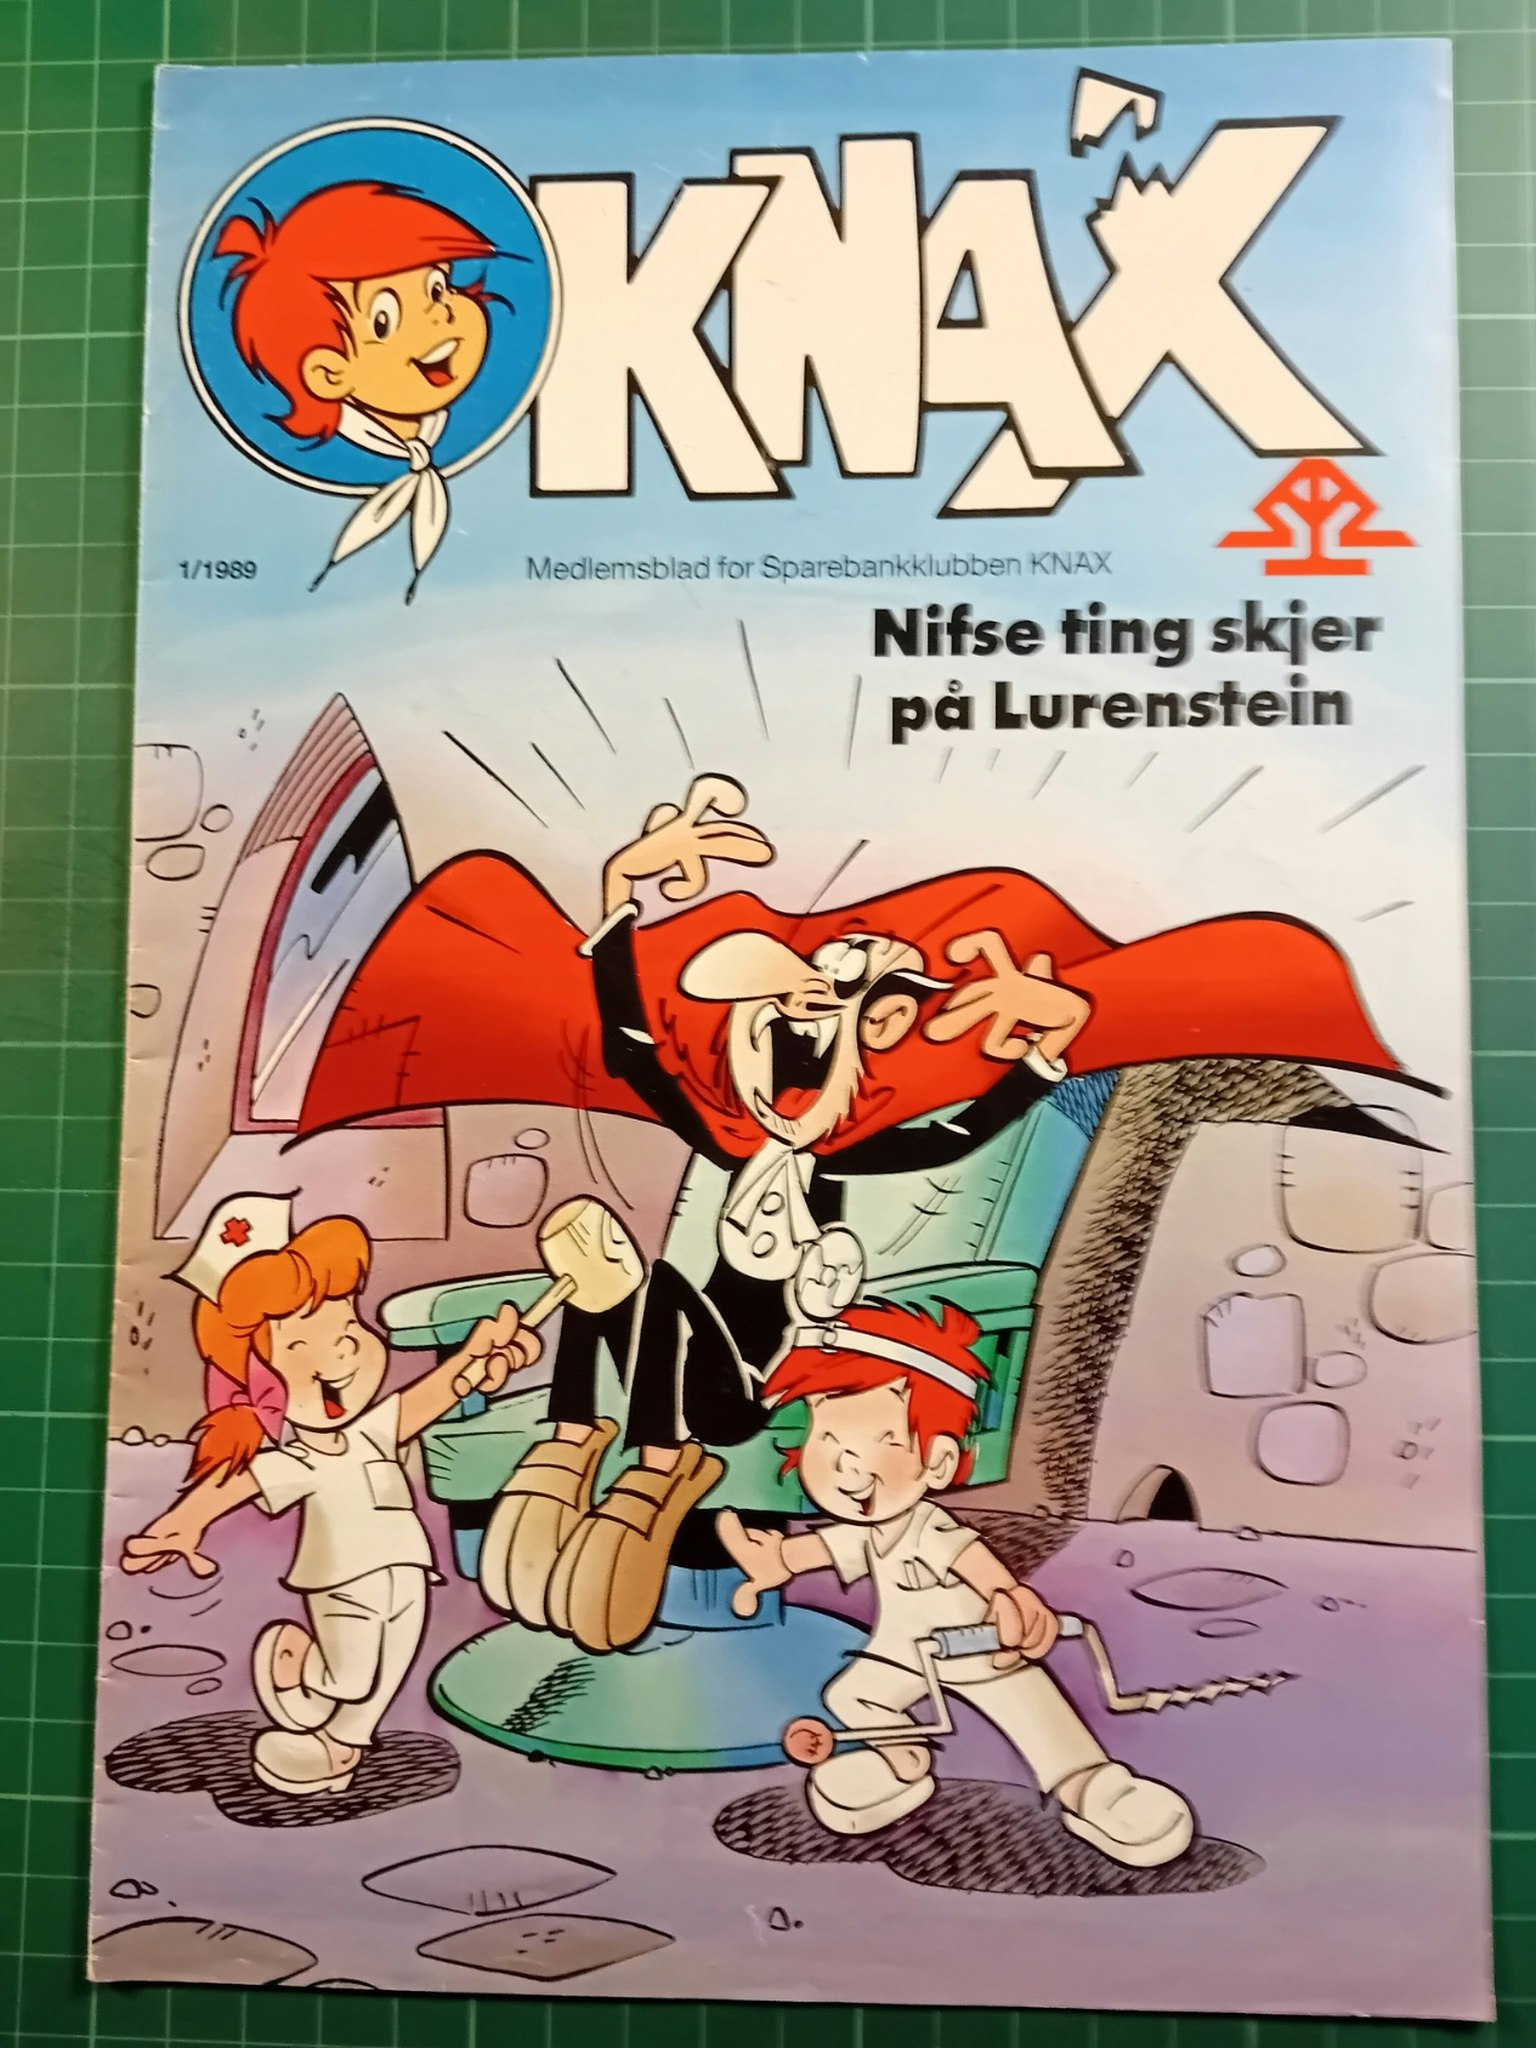 KNAX
1/1989
Medlemsblad for Sparebankklubben KNAX
Nifse ting skjer
på Lurenstein